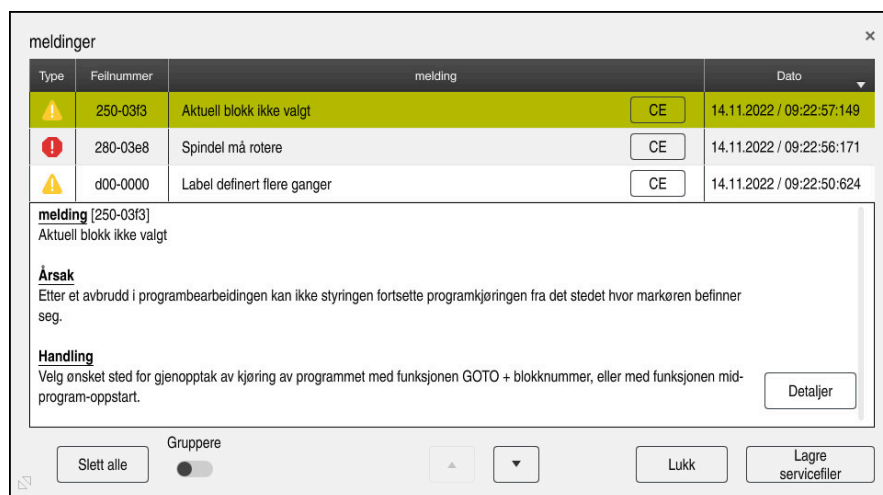 meldinger
Type Feilnummer melding Dato
250-03f3 Aktuell blokk ikke valgt CE 14.11.2022 / 09:22:57:149
280-03e8 Spindel må rotere CE 14.11.2022 / 09:22:56:171
d00-0000 Label definert flere ganger CE 14.11.2022 / 09:22:50:624
melding [250-03f3]
Aktuell blokk ikke valgt
Årsak
Etter et avbrudd i programbearbeidingen kan ikke styringen fortsette programkjøringen fra det stedet hvor markøren befinner
seg.
Handling
Velg ønsket sted for gjenopptak av kjøring av programmet med funksjonen GOTO + blokknummer, eller med funksjonen mid-
program-oppstart.
Detaljer
Slett alle
Gruppere
Lukk
Lagre
servicefiler